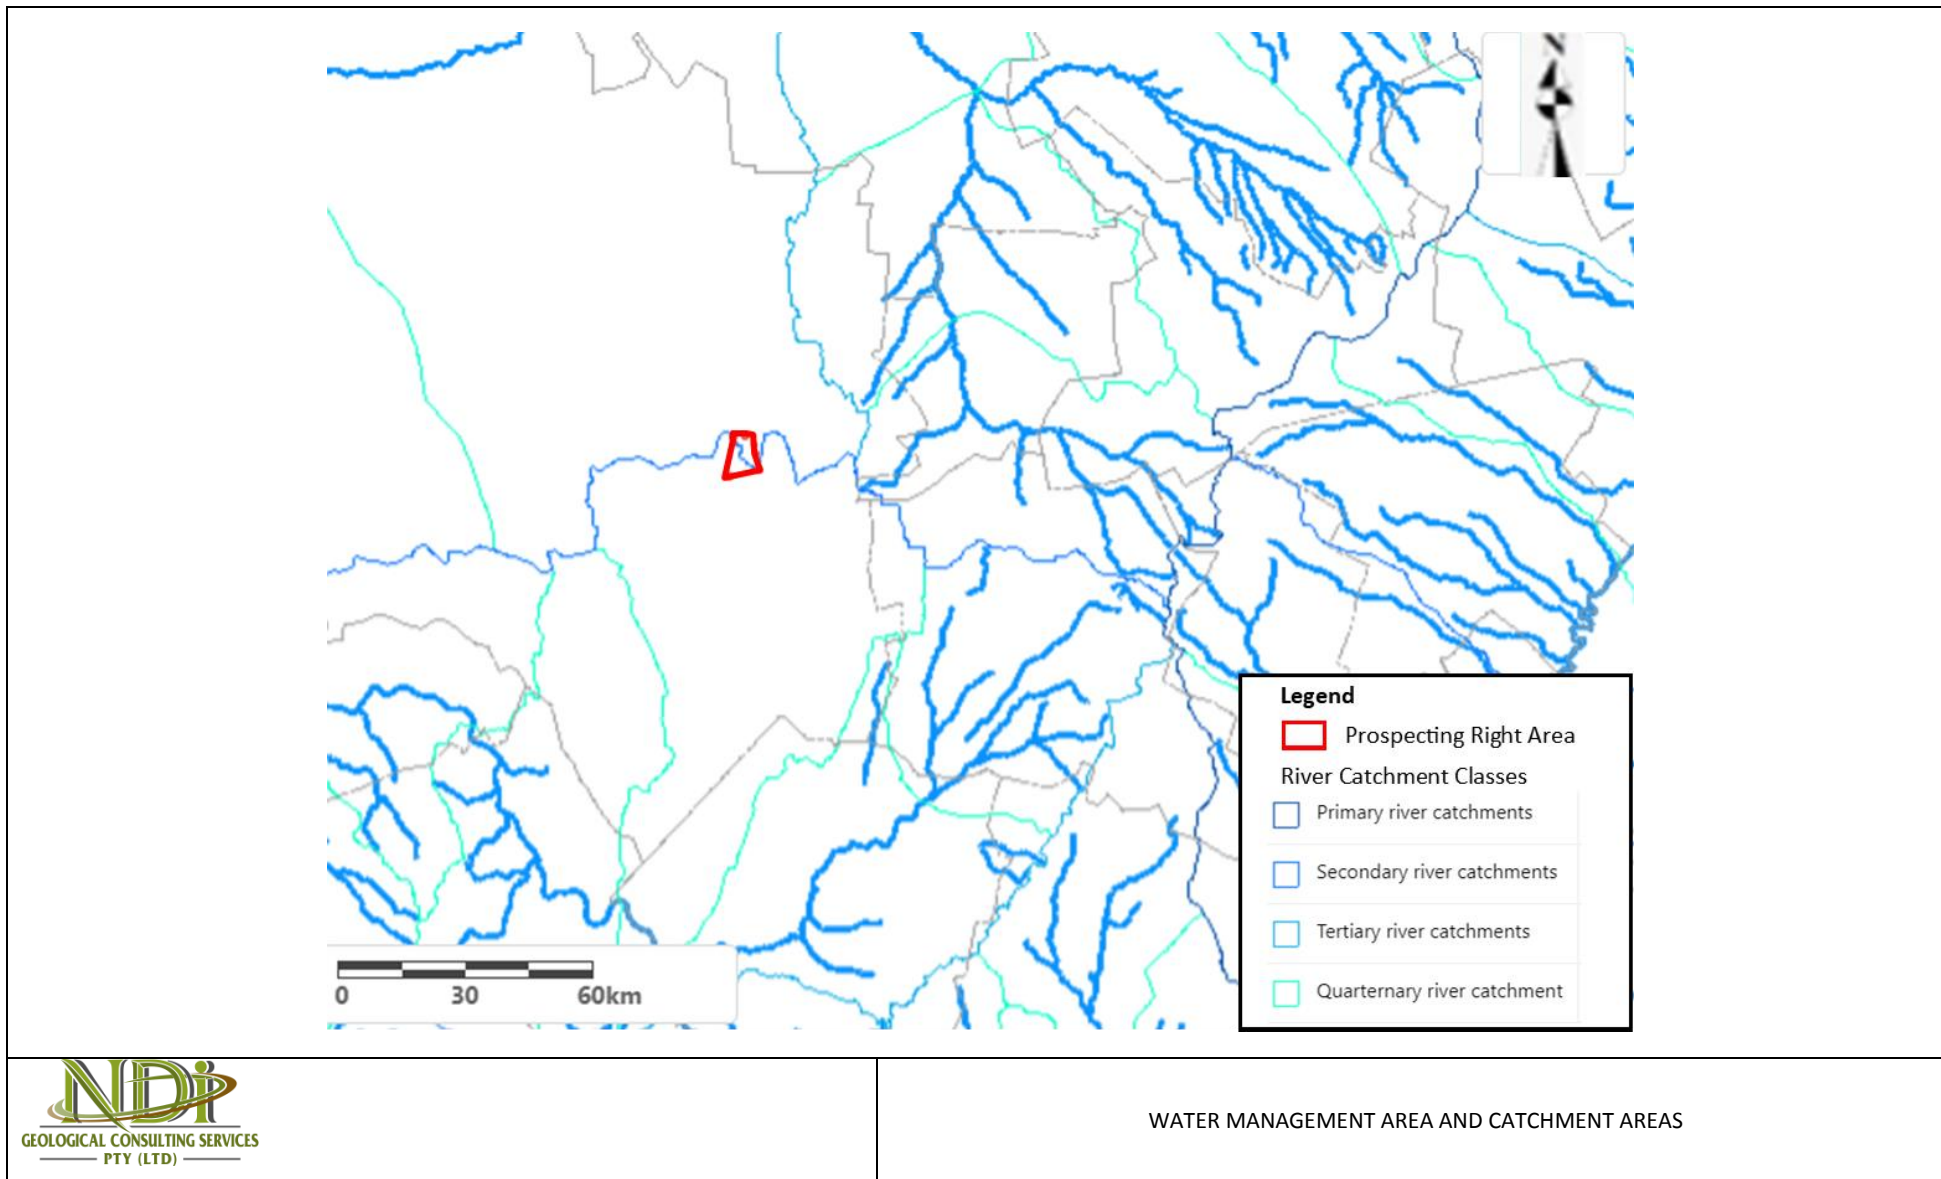 N
Legend
Prospecting Right Area
River Catchment Classes
Primary river catchments
Secondary river catchments
Tertiary river catchments
Quarternary river catchment
0 30 60km
NDi
GEOLOGICAL CONSULTING SERVICES
PTY (LTD)
WATER MANAGEMENT AREA AND CATCHMENT AREAS